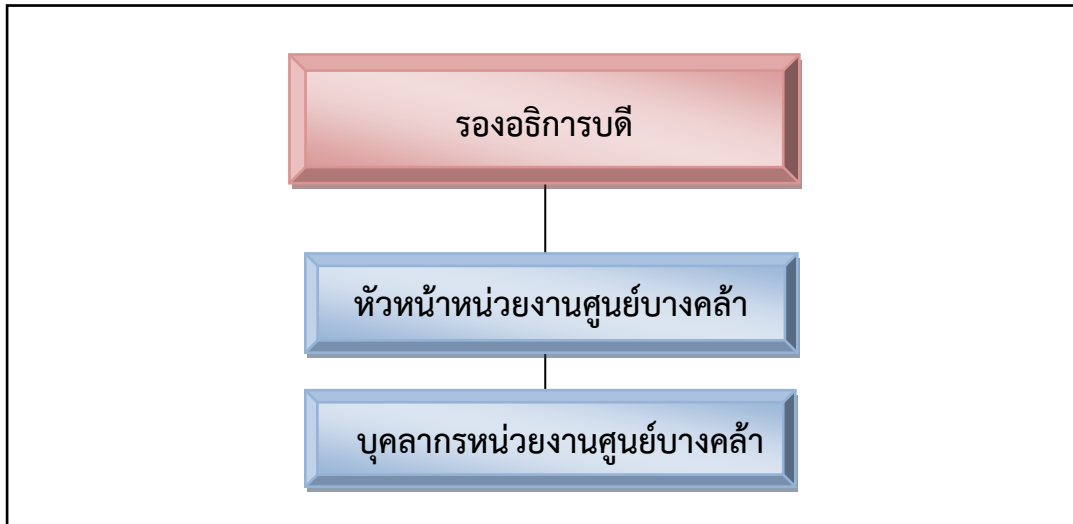 รองอธิการบดี
หัวหน้าหน่วยงานศูนย์บางคล้า
บุคลากรหน่วยงานศูนย์บางคล้า